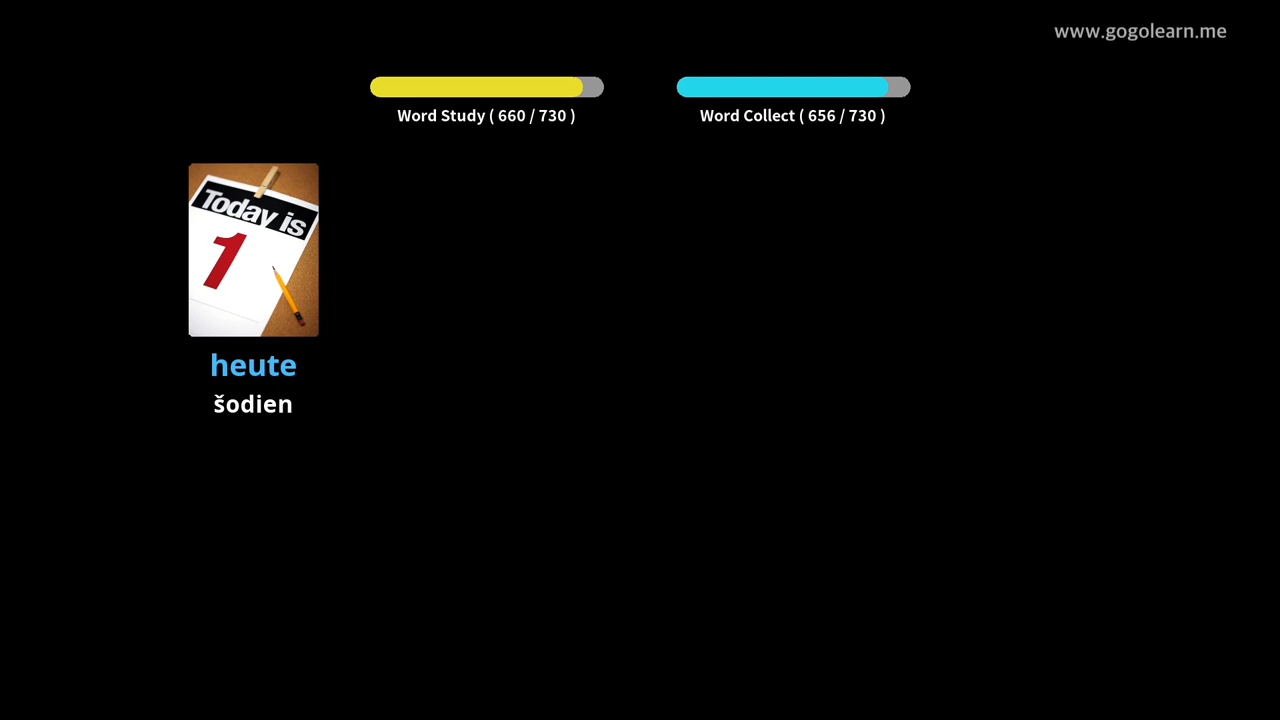 www.gogolearn.me
Word Study ( 660 / 730 )
Word Collect ( 656 / 730 )
Today is
1
heute
šodien